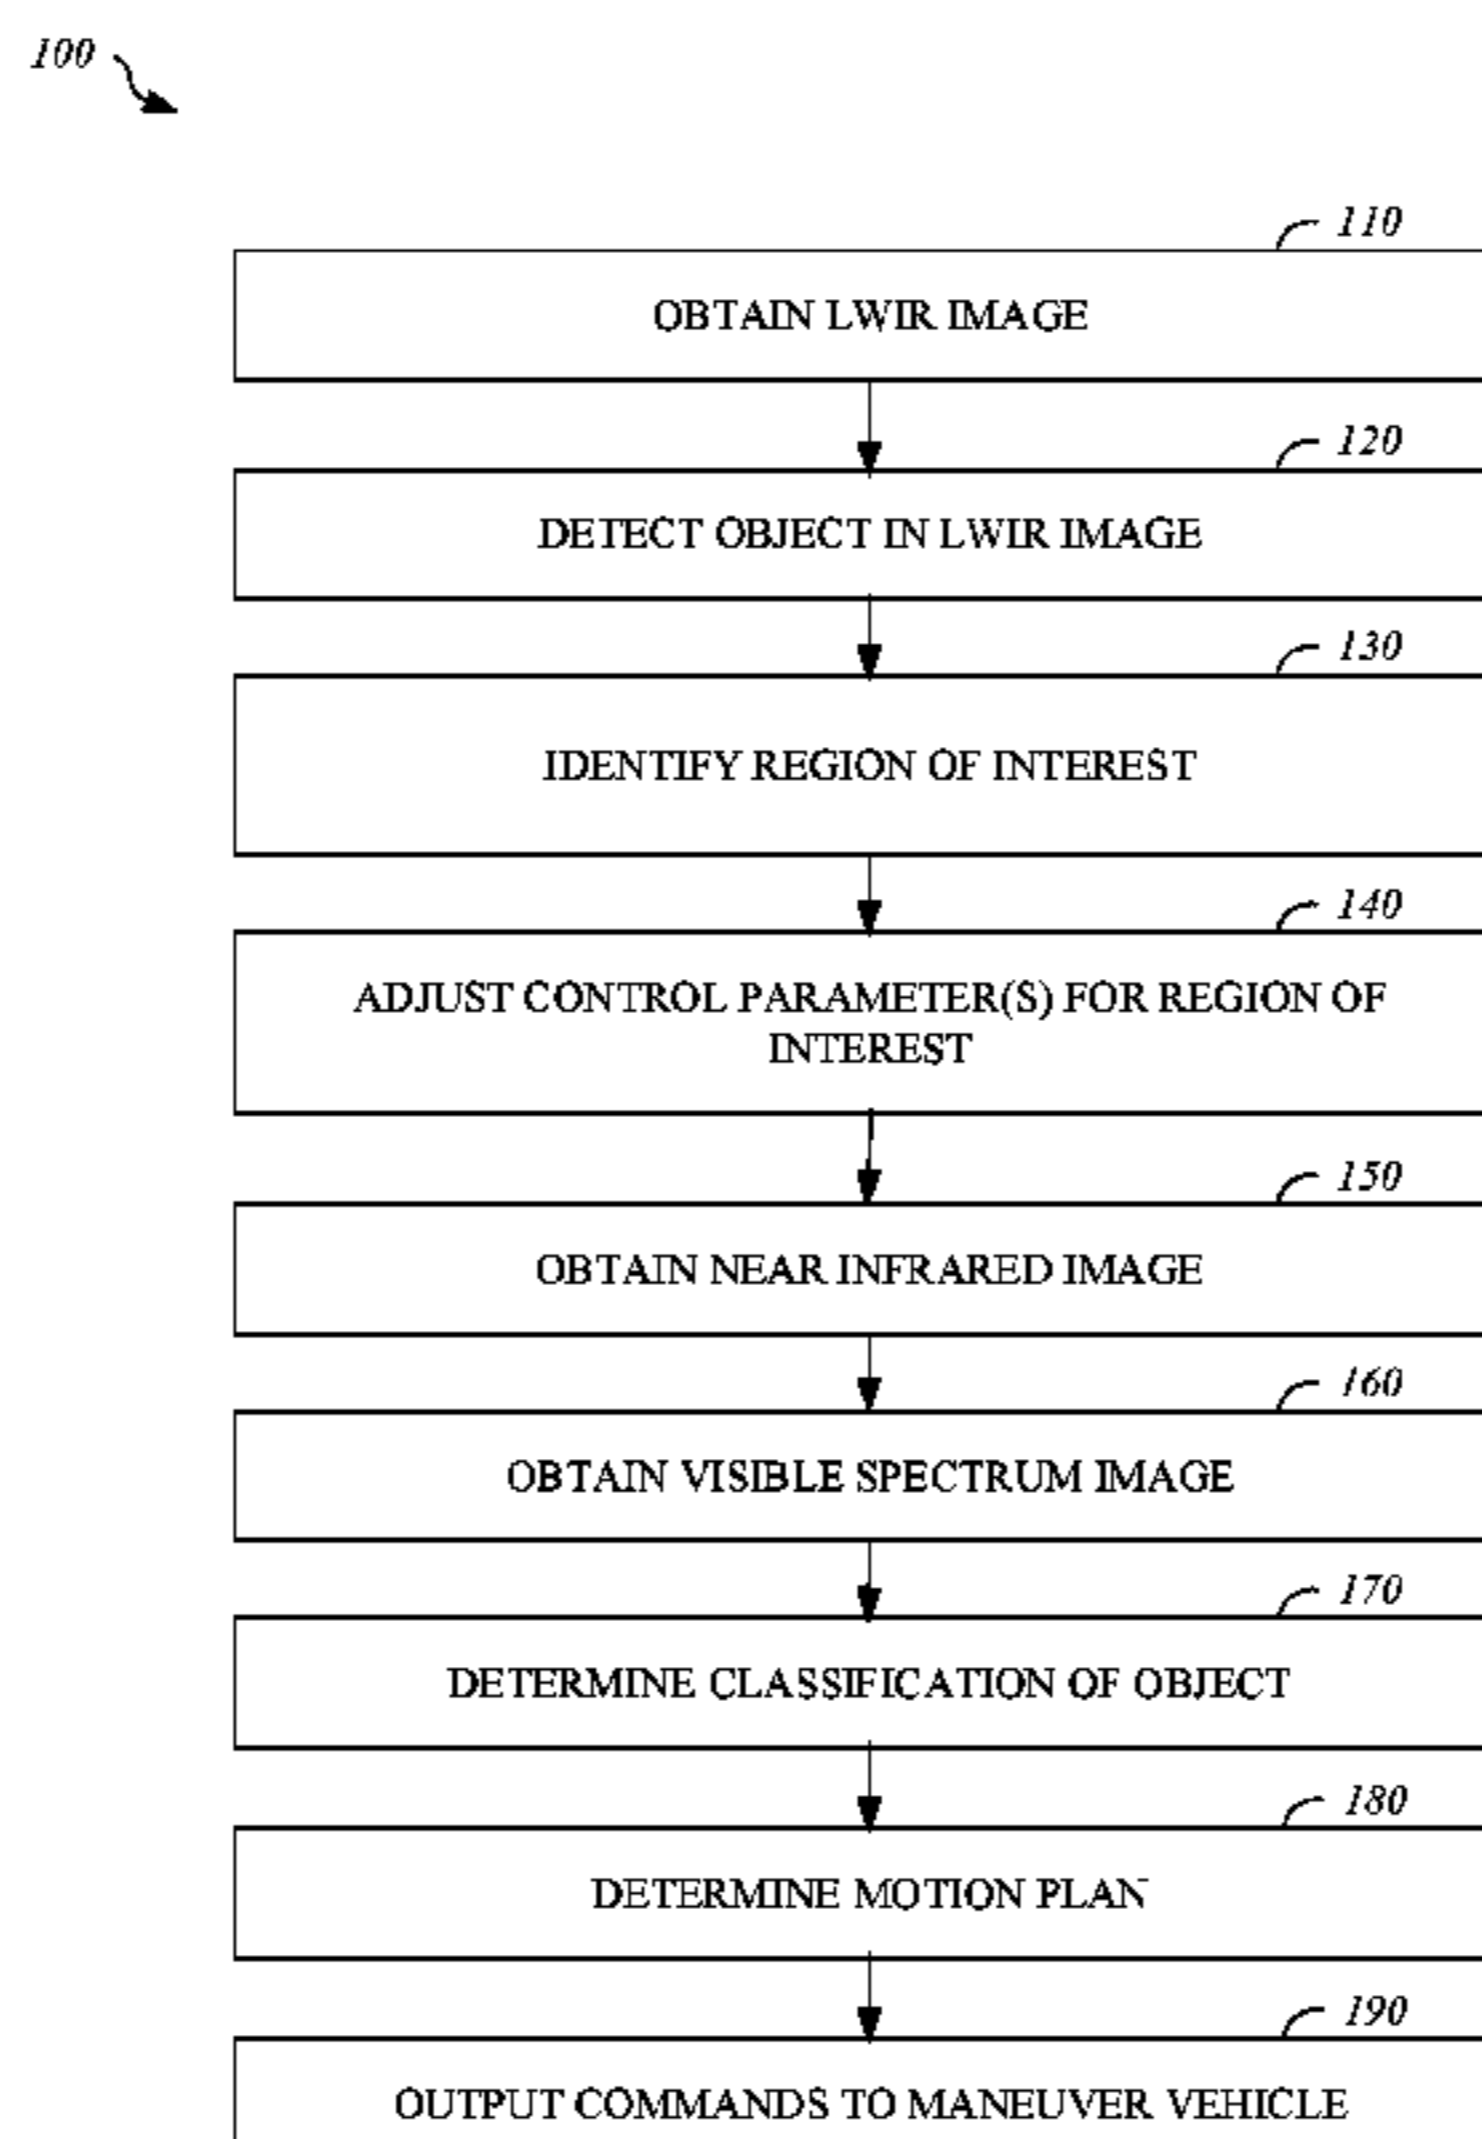 100
110
OBTAIN LWIR IMAGE
120
DETECT OBJECT IN LWIR IMAGE
130
IDENTIFY REGION OF INTEREST
140
ADJUST CONTROL PARAMETER(S) FOR REGION OF
INTEREST
150
OBTAIN NEAR INFRARED IMAGE
160
OBTAIN VISIBLE SPECTRUM IMAGE
170
DETERMINE CLASSIFICATION OF OBJECT
180
DETERMINE MOTION PLAN
190
OUTPUT COMMANDS TO MANEUVER VEHICLE